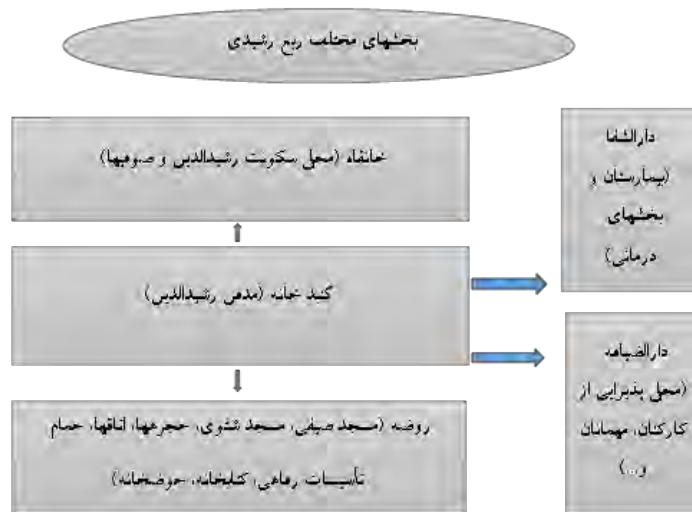 بخشهای مختلف ربع رشیدی
خانقاه (محل سکونت رشیدالدین و صوفیها)
دارالشفا
(بیمارستان و
بخشهای
درمانی)
گنبد خانه (مدفن رشیدالدین)
دارالضیافه
(محل پذیرایی از
کارکنان، مهمانان
و...)
روضه (مسجد صیفی، مسجد شتوی، حجرهها، اتاقها، حمام
تأسیسات رفاهی، کتابخانه، حوضخانه)